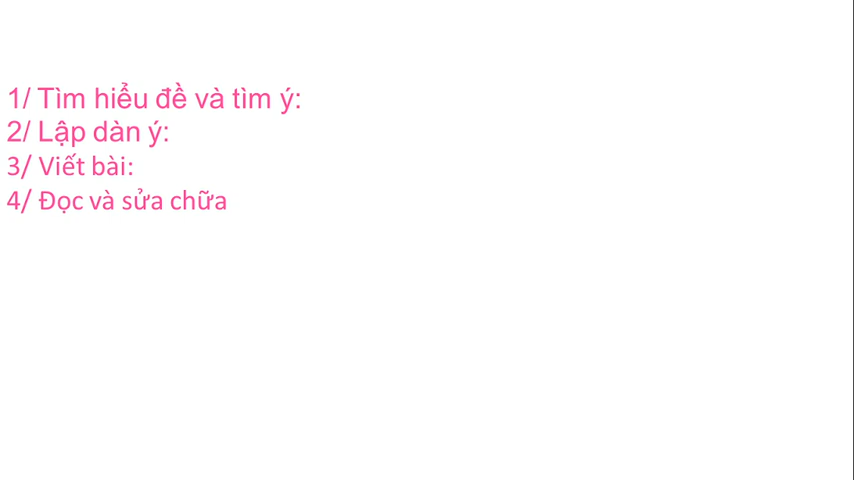 1/ Tìm hiểu đề và tìm ý:
2/ Lập dàn ý:
3/ Viết bài:
4/ Đọc và sửa chữa